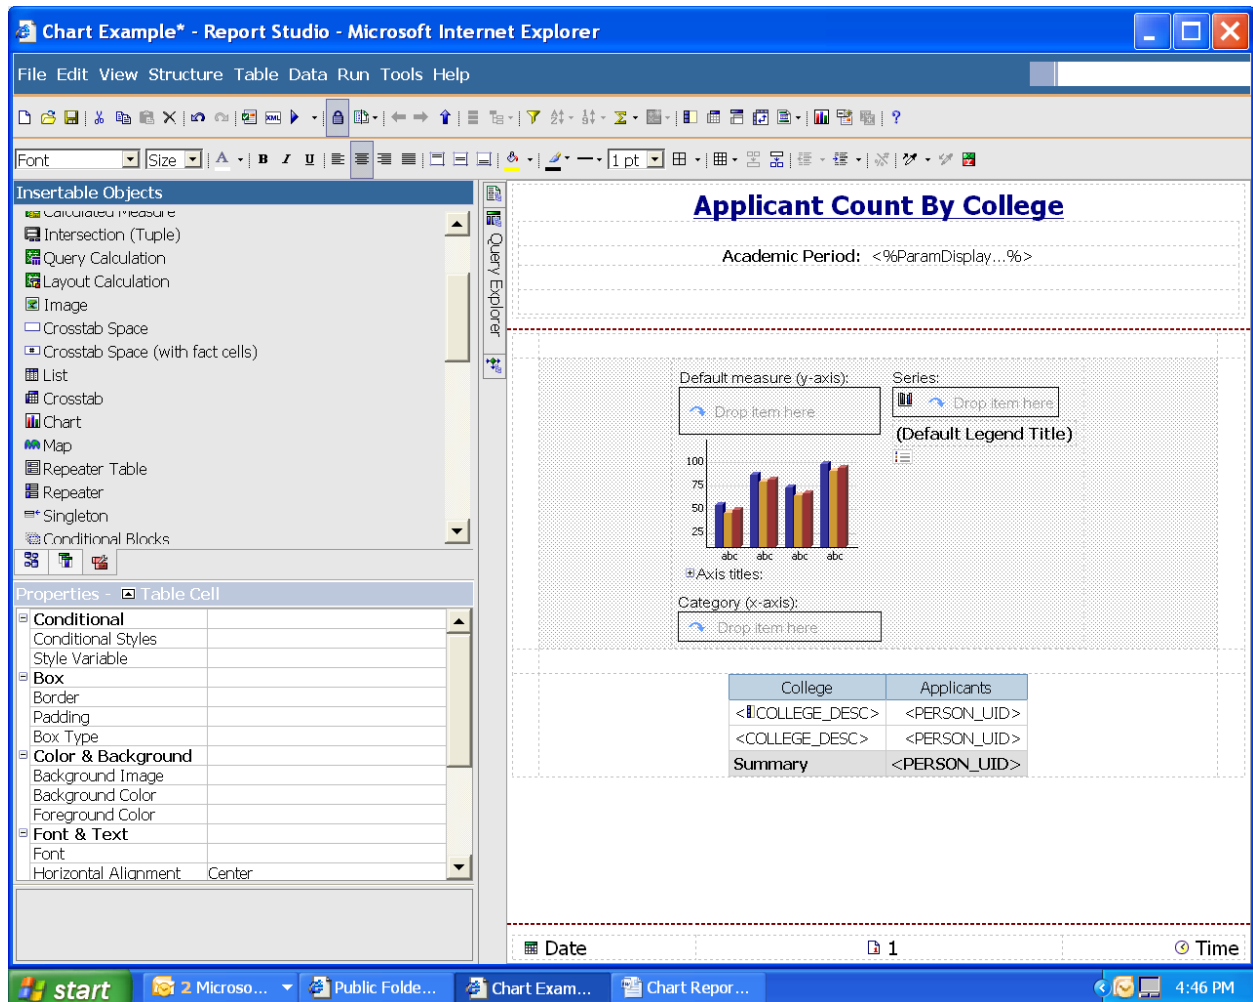 Chart Example* - Report Studio - Microsoft Internet Explorer
File Edit View Structure Table Data Run Tools Help
Font Size A B I U 1 pt
Insertable Objects
Calculated Measure
Intersection (Tuple)
Query Calculation
Layout Calculation
Image
Crosstab Space
Crosstab Space (with fact cells)
List
Crosstab
Chart
Map
Repeater Table
Repeater
Singleton
Conditional Blocks
Properties - Table Cell
Conditional
Conditional Styles
Style Variable
Box
Border
Padding
Box Type
Color & Background
Background Image
Background Color
Foreground Color
Font & Text
Font
Horizontal Alignment Center
Query Explorer
Applicant Count By College
Academic Period: <%ParamDisplay...%>
Default measure (y-axis): Series:
Drop item here Drop item here
(Default Legend Title)
100
75
50
25
abc abc abc abc
Axis titles:
Category (x-axis):
Drop item here
College Applicants
<COLLEGE_DESC> <PERSON_UID>
<COLLEGE_DESC> <PERSON_UID>
Summary <PERSON_UID>
Date 1 Time
start 2 Microso... Public Folde... Chart Exam... Chart Repor... 4:46 PM